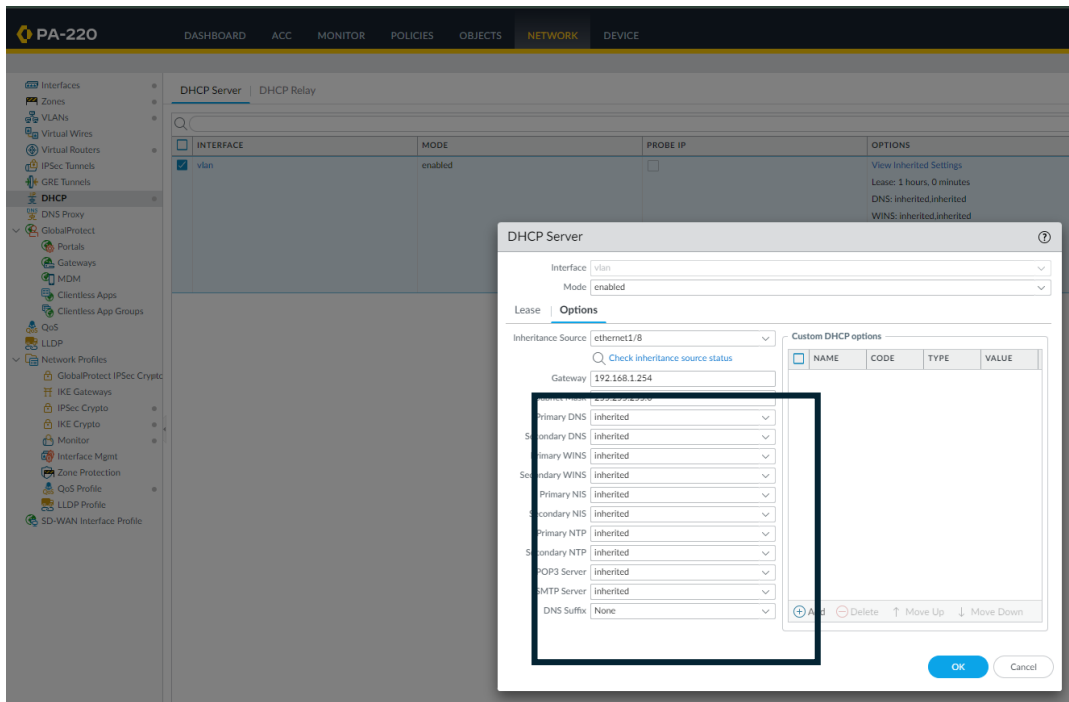 PA-220
DASHBOARD ACC MONITOR POLICIES OBJECTS NETWORK DEVICE
Interfaces
Zones
VLANs
Virtual Wires
Virtual Routers
IPSec Tunnels
GRE Tunnels
DHCP
DNS Proxy
GlobalProtect
Portals
Gateways
MDM
Clientless Apps
Clientless App Groups
QoS
LLDP
Network Profiles
GlobalProtect IPSec Crypto
IKE Gateways
IPSec Crypto
IKE Crypto
Monitor
Interface Mgmt
Zone Protection
QoS Profile
LLDP Profile
SD-WAN Interface Profile
DHCP Server | DHCP Relay
INTERFACE MODE PROBE IP OPTIONS
vlan enabled View Inherited Settings
Lease: 1 hours, 0 minutes
DNS: inherited,inherited
WINS: inherited,inherited
DHCP Server
Interface vlan
Mode enabled
Lease | Options
Inheritance Source ethernet1/8
Check inheritance source status
Gateway 192.168.1.254
Subnet Mask 255.255.255.0
Primary DNS inherited
Secondary DNS inherited
Primary WINS inherited
Secondary WINS inherited
Primary NIS inherited
Secondary NIS inherited
Primary NTP inherited
Secondary NTP inherited
POP3 Server inherited
SMTP Server inherited
DNS Suffix None
Custom DHCP options
NAME CODE TYPE VALUE
Add Delete Move Up Move Down
OK Cancel